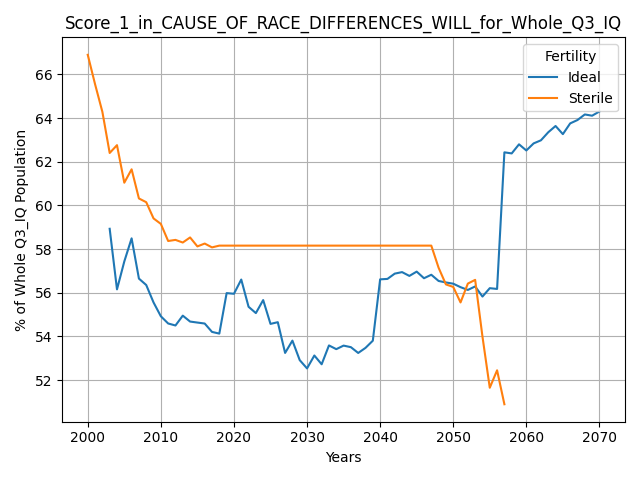 Score_1_in_CAUSE_OF_RACE_DIFFERENCES_WILL_for_Whole_Q3_IQ
Fertility
Ideal
Sterile
% of Whole Q3_IQ Population
66
64
62
60
58
56
54
52
2000
2010
2020
2030
2040
2050
2060
2070
Years